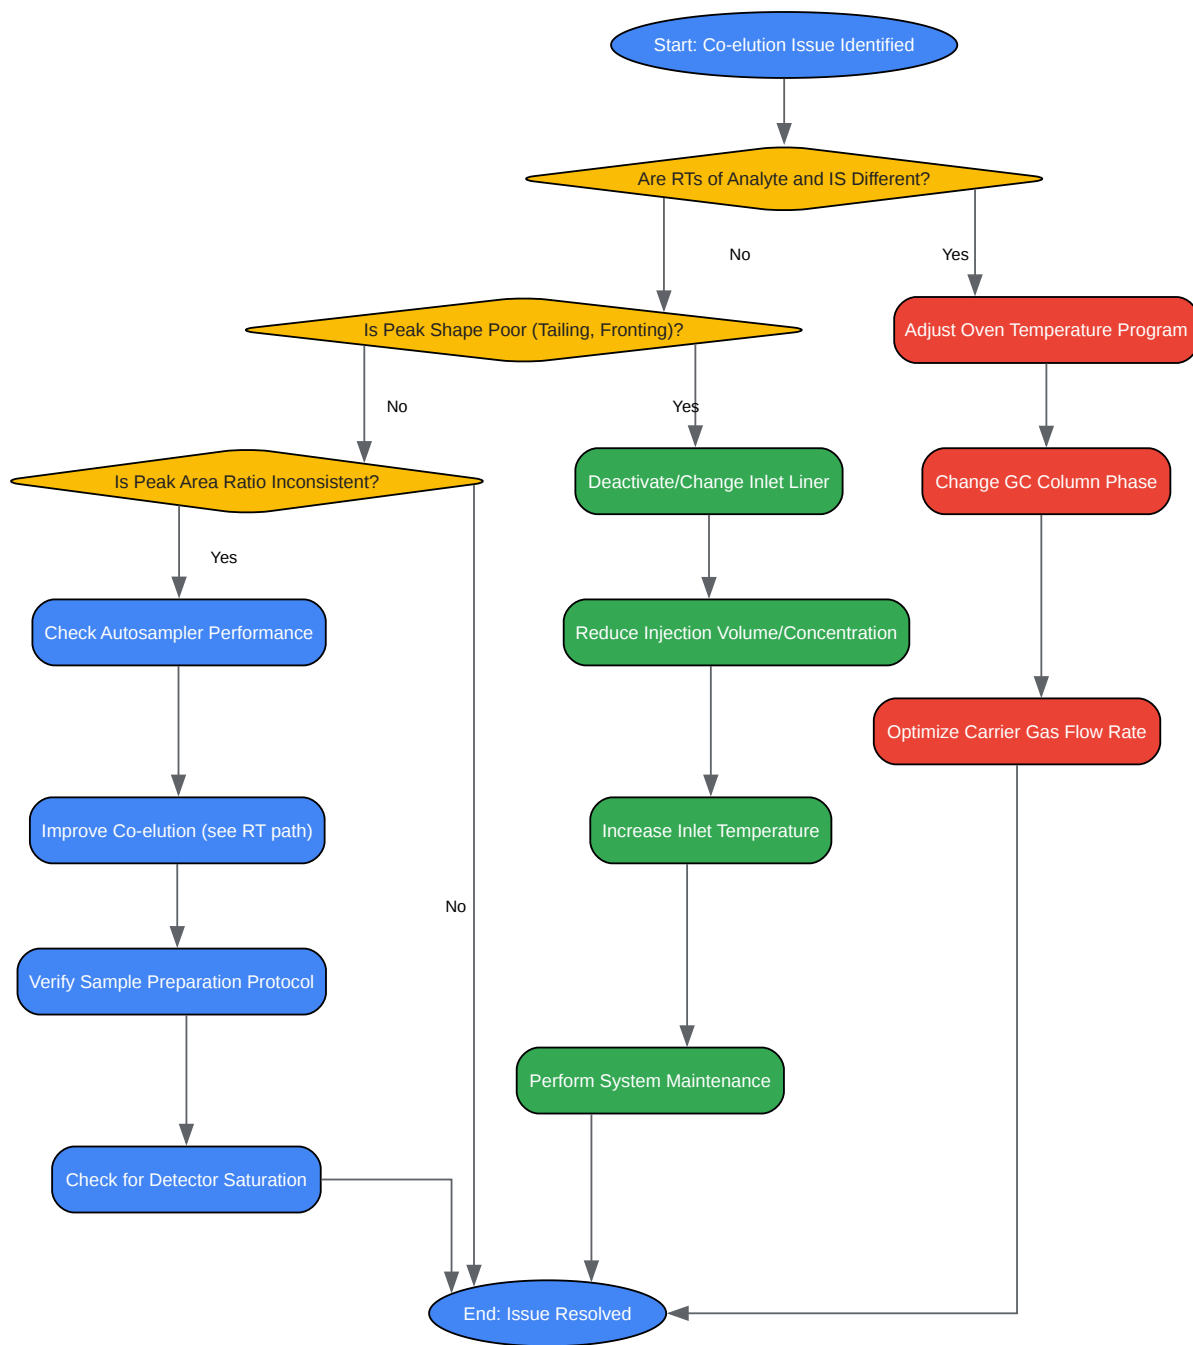 Start: Co-elution Issue Identified
Are RTs of Analyte and IS Different?
No
Yes
Is Peak Shape Poor (Tailing, Fronting)?
Adjust Oven Temperature Program
No
Yes
Is Peak Area Ratio Inconsistent?
Deactivate/Change Inlet Liner
Change GC Column Phase
Yes
Check Autosampler Performance
Reduce Injection Volume/Concentration
Optimize Carrier Gas Flow Rate
Improve Co-elution (see RT path)
Increase Inlet Temperature
No
Verify Sample Preparation Protocol
Perform System Maintenance
Check for Detector Saturation
End: Issue Resolved